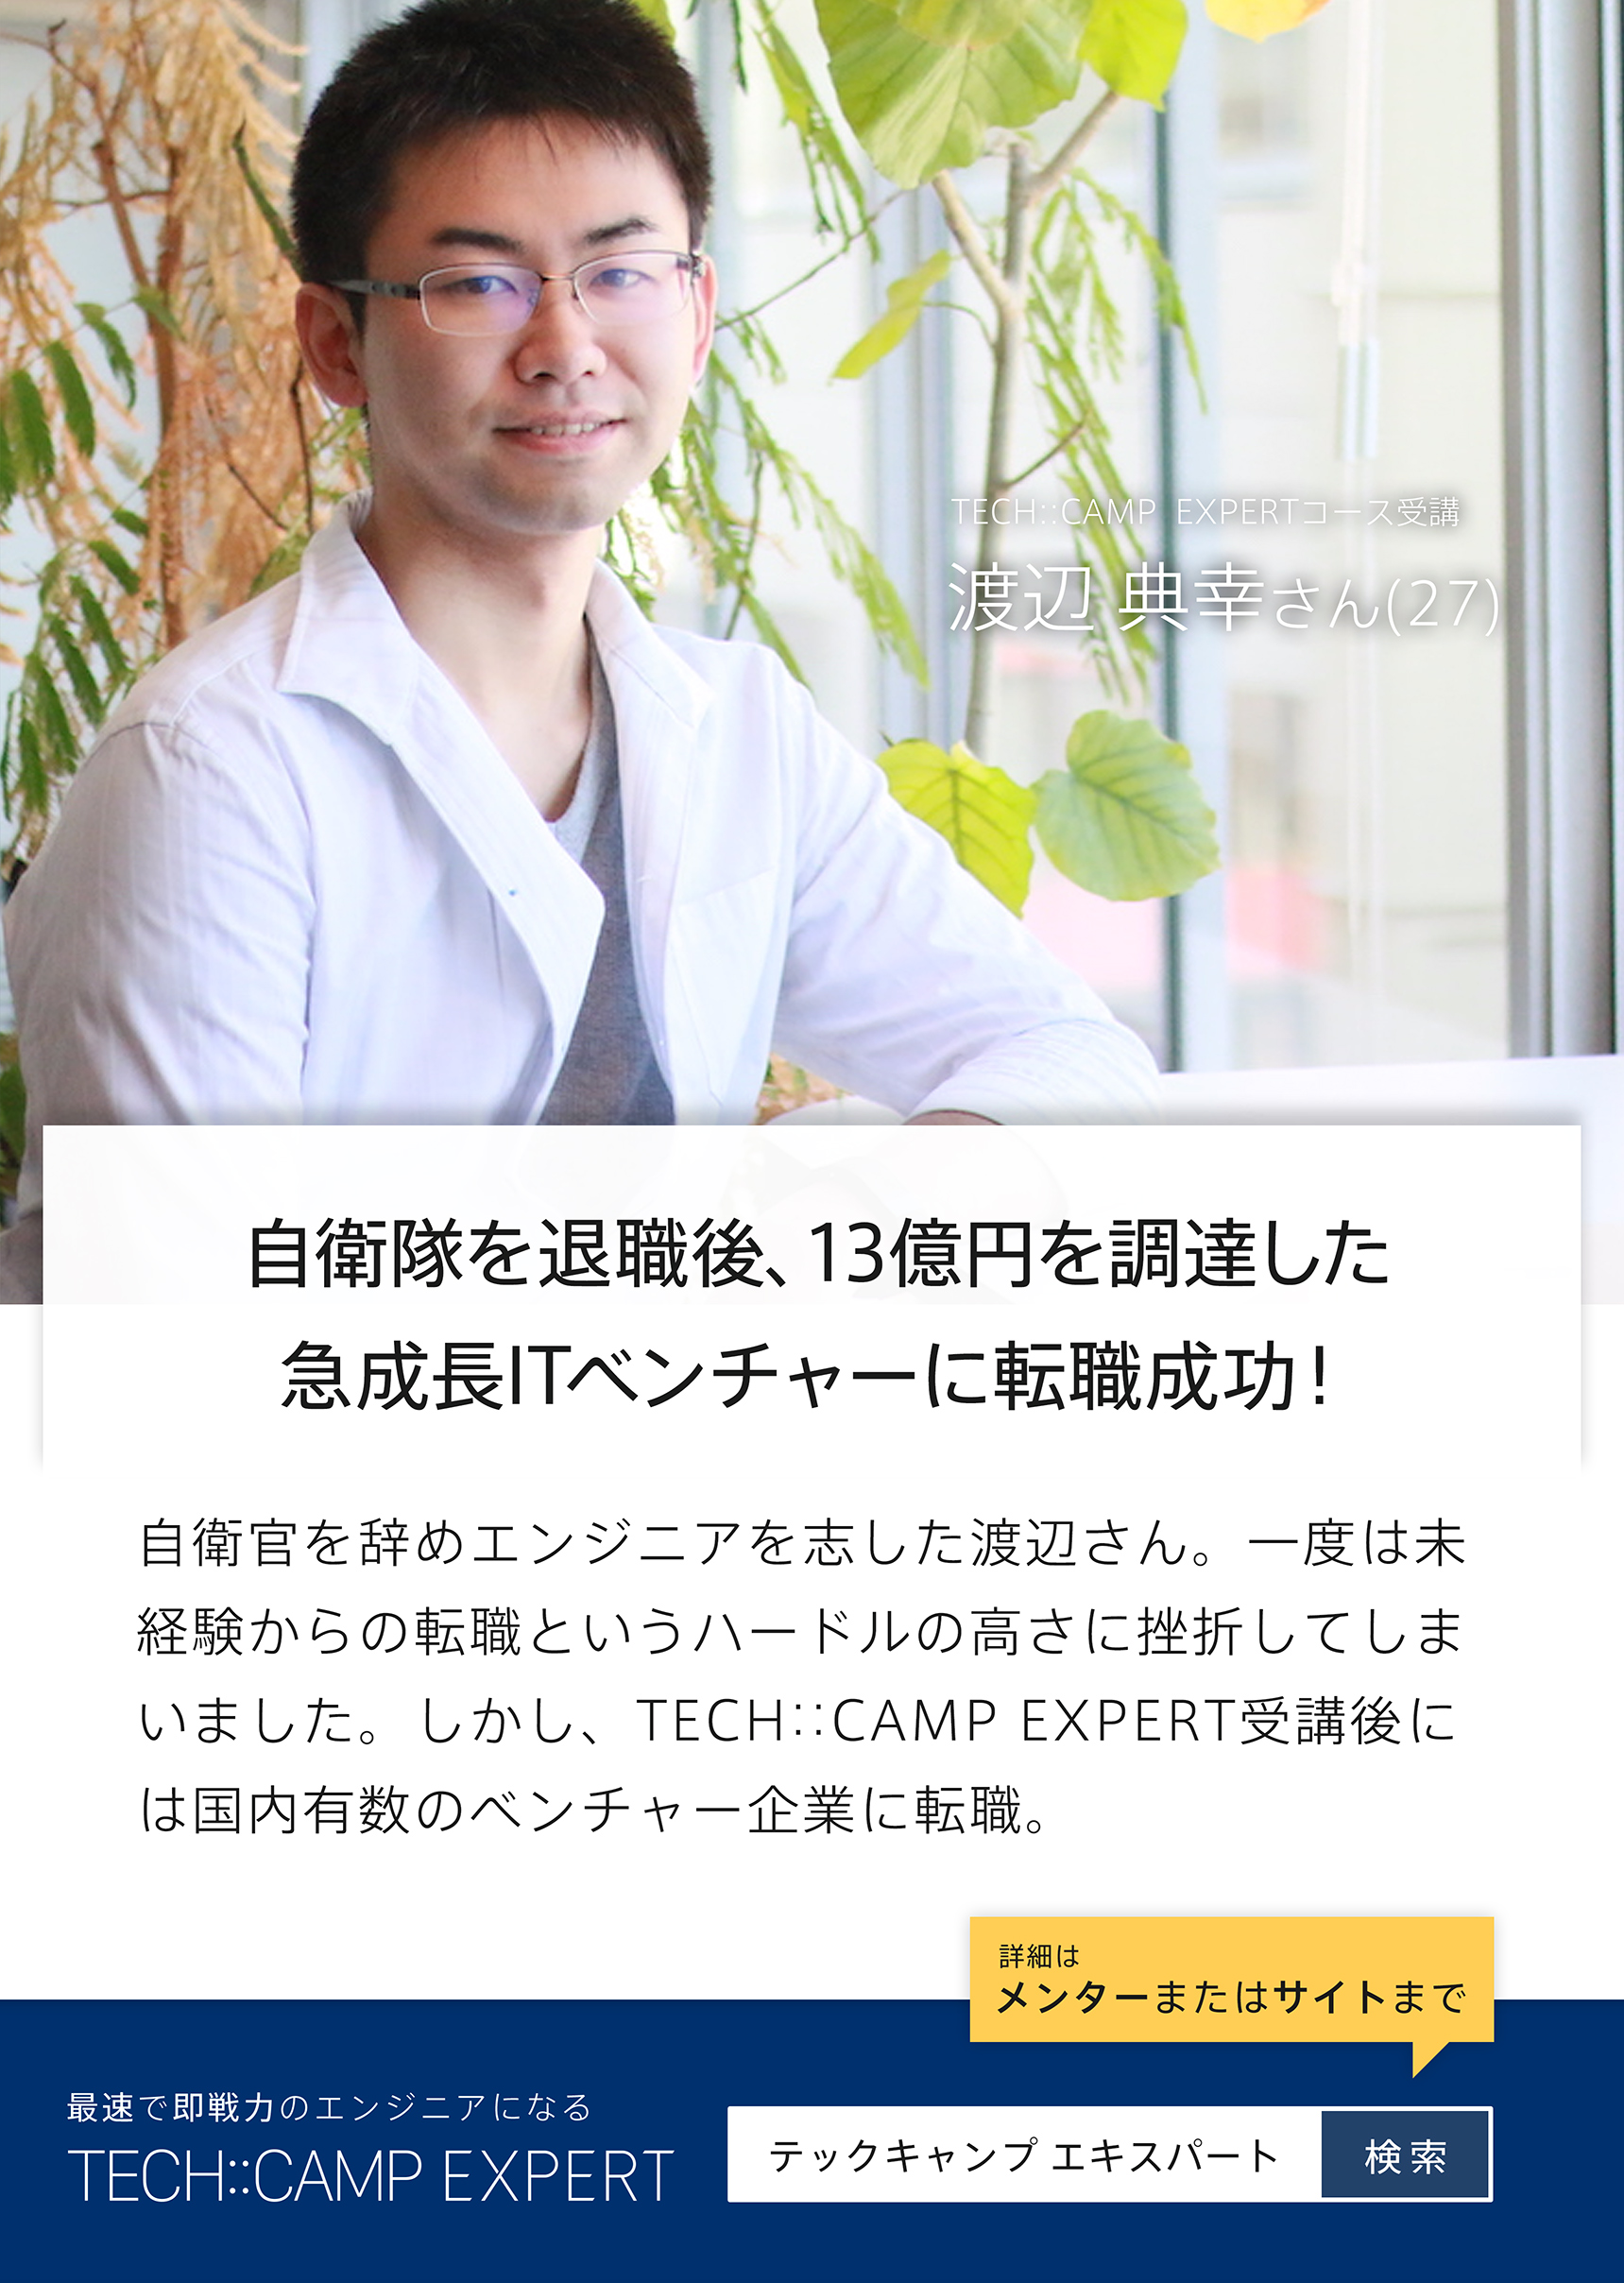 TECH::CAMP EXPERTコース受講
渡辺 典幸さん(27)
自衛隊を退職後、13億円を調達した
急成長ITベンチャーに転職成功!
自衛官を辞めエンジニアを志した渡辺さん。一度は未
経験からの転職というハードルの高さに挫折してしま
いました。しかし、TECH::CAMP EXPERT受講後に
は国内有数のベンチャー企業に転職。
詳細は
メンターまたはサイトまで
最速で即戦力のエンジニアになる
TECH::CAMP EXPERT
テックキャンプ エキスパート 検索